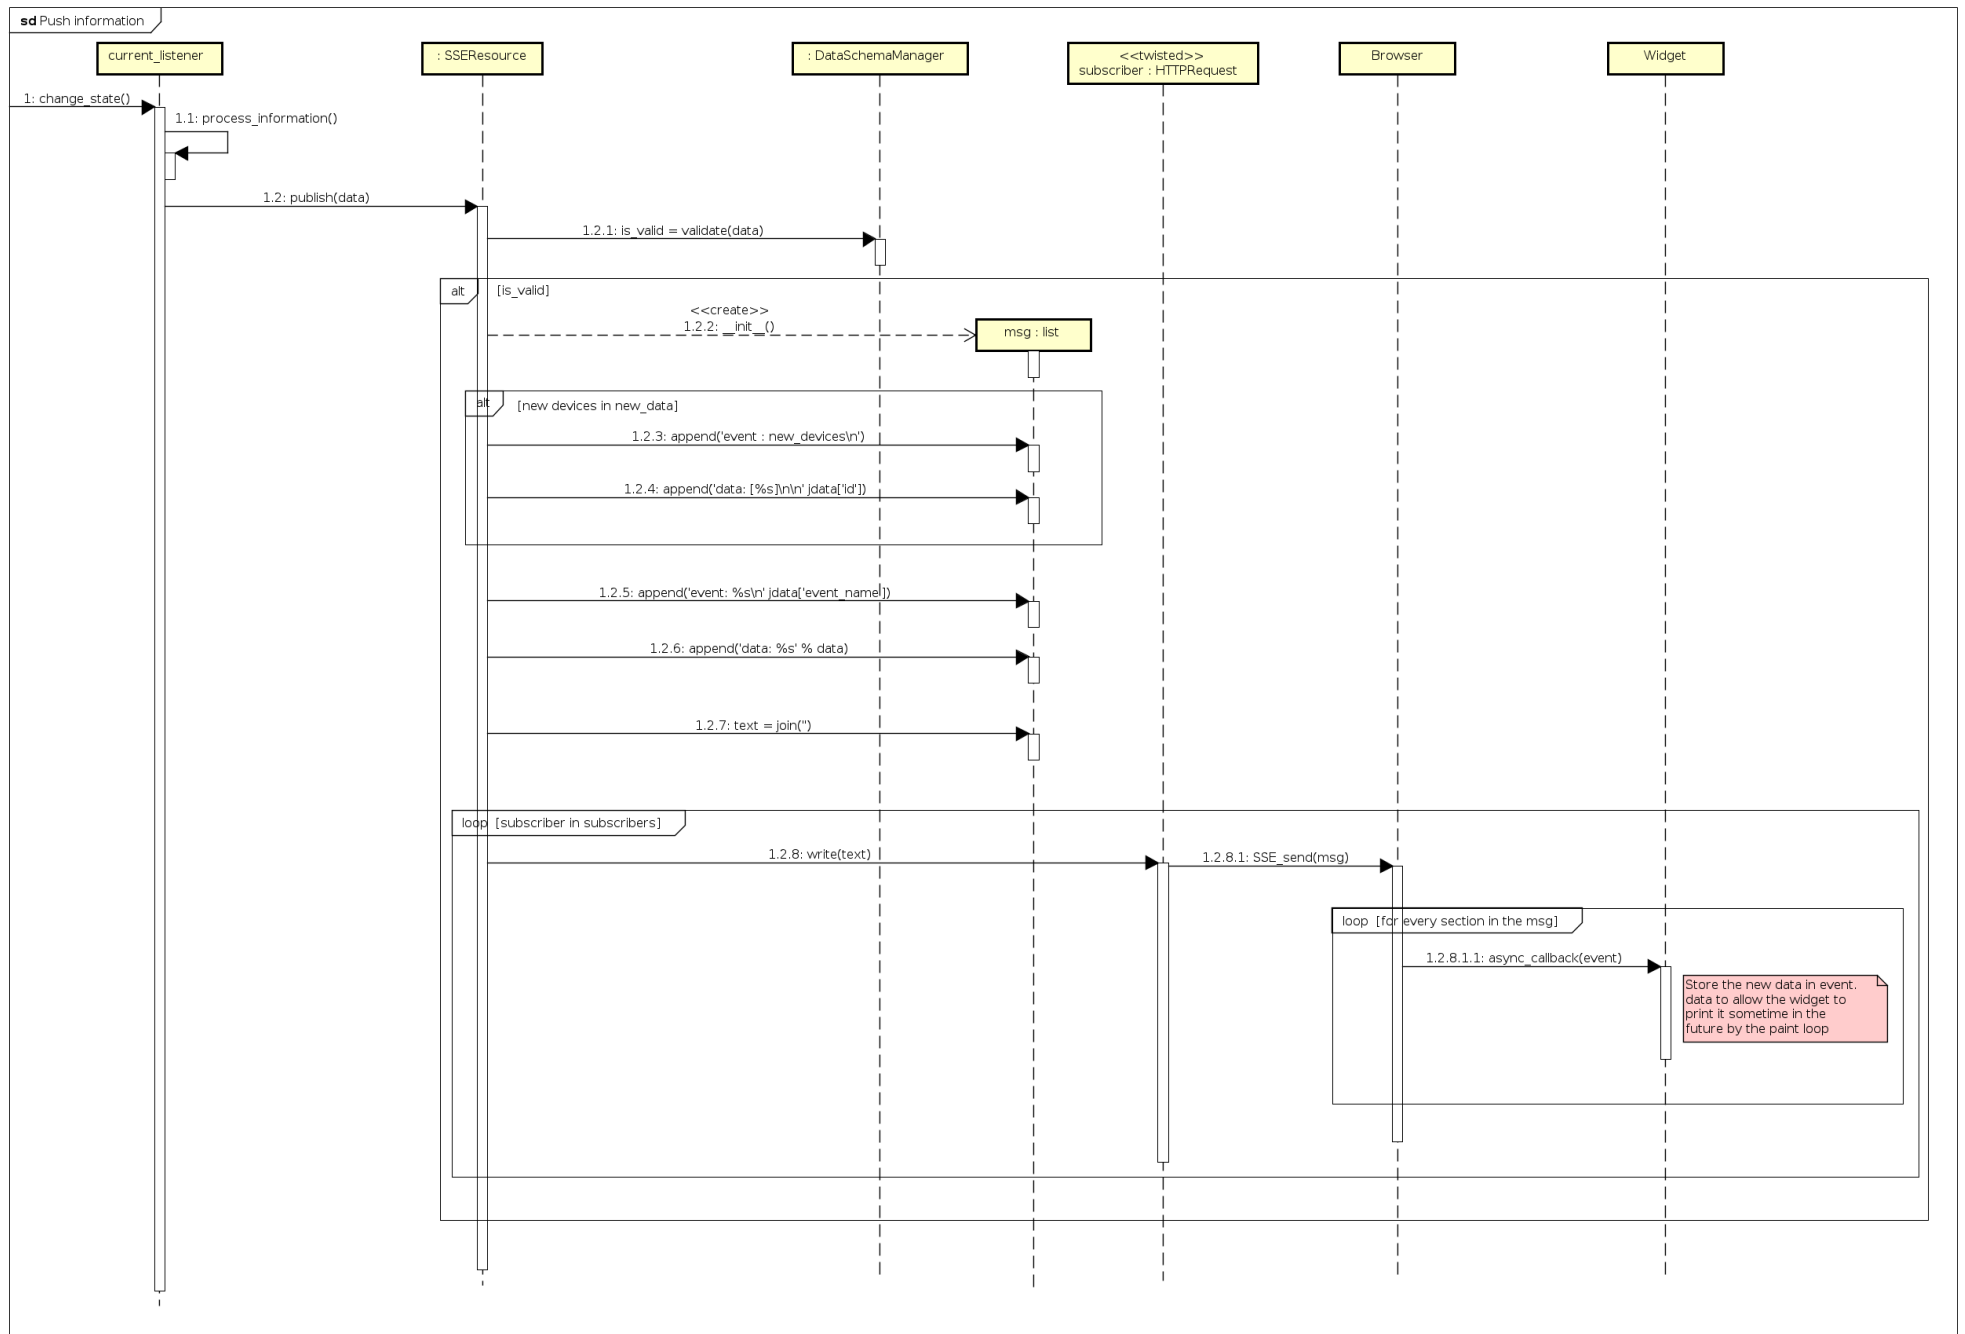 sd Push information
current_listener
: SSEResource
: DataSchemaManager
<<twisted>>
subscriber : HTTPRequest
Browser
Widget
1: change_state()
1.1: process_information()
1.2: publish(data)
1.2.1: is_valid = validate(data)
alt [is_valid]
<<create>>
1.2.2: __init__()
msg : list
alt [new devices in new_data]
1.2.3: append('event : new_devices\n')
1.2.4: append('data: [%s]\n\n' jdata['id'])
1.2.5: append('event: %s\n' jdata['event_name'])
1.2.6: append('data: %s' % data)
1.2.7: text = join('')
loop [subscriber in subscribers]
1.2.8: write(text)
1.2.8.1: SSE_send(msg)
loop [for every section in the msg]
1.2.8.1.1: async_callback(event)
Store the new data in event.
data to allow the widget to
print it sometime in the
future by the paint loop